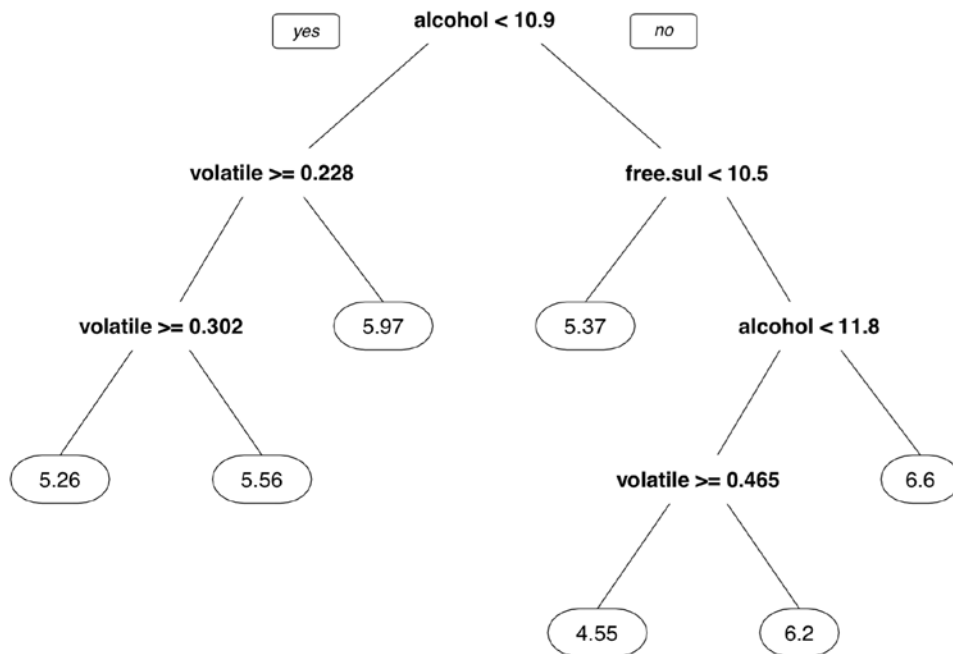 alcohol < 10.9
yes
no
volatile >= 0.228
free.sul < 10.5
volatile >= 0.302
5.97
5.37
alcohol < 11.8
5.26
5.56
volatile >= 0.465
6.6
4.55
6.2